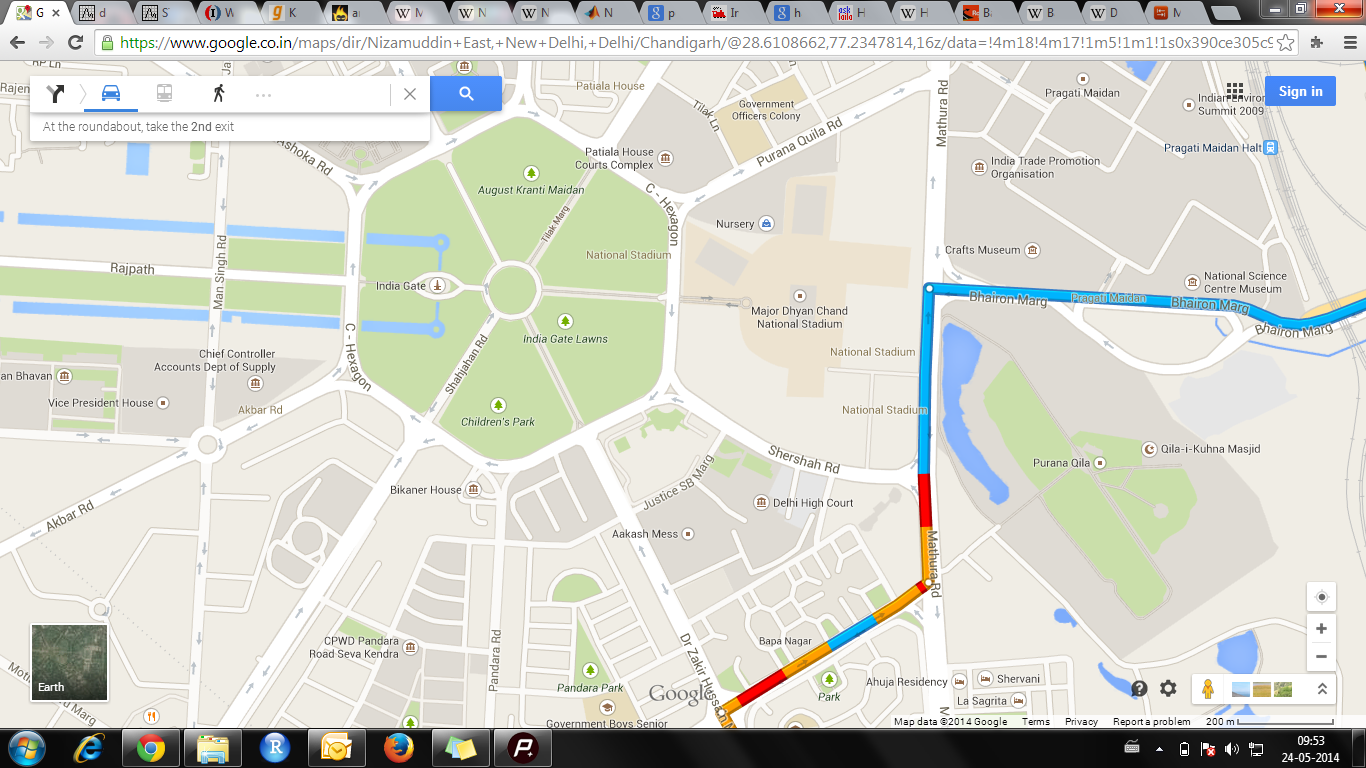 G
d
S
W
K
ar
M
N
N
N
p
Ir
h
H
H
B
B
D
M
https://www.google.co.in/maps/dir/Nizamuddin+East,+New+Delhi,+Delhi/Chandigarh/@28.6108662,77.2347814,16z/data=!4m18!4m17!1m5!1m1!1s0x390ce305c9
At the roundabout, take the 2nd exit
Sign in
RP Ln
Patiala House
Tilak Ln
Government
Officers Colony
Mathura Rd
Pragati Maidan
Summit 2009
Pragati Maidan Halt
Ashoka Rd
Patiala House
Courts Complex
Purana Quila Rd
India Trade Promotion
Organisation
August Kranti Maidan
C - Hexagon
Tilak Marg
Nursery
National Stadium
Crafts Museum
Man Singh Rd
Rajpath
India Gate
National Science
Centre Museum
Major Dhyan Chand
National Stadium
Bhairon Marg
Pragati Maidan
Bhairon Marg
Bhairon Marg
India Gate Lawns
C - Hexagon
Shahjahan Rd
Chief Controller
Accounts Dept of Supply
National Stadium
an Bhavan
Vice President House
Akbar Rd
Children's Park
National Stadium
Shershah Rd
Qila-i-Kuhna Masjid
Purana Qila
Bikaner House
Justice SB Marg
Delhi High Court
Akbar Rd
Aakash Mess
Mathura Rd
CPWD Pandara
Road Seva Kendra
Pandara Rd
Dr Zakir Hussain
Bapa Nagar
Pandara Park
Park
Ahuja Residency
Shervani
La Sagrita
Government Boys Senior
Google
Earth
Map data ©2014 Google
Terms
Privacy
Report a problem
200 m
09:53
24-05-2014